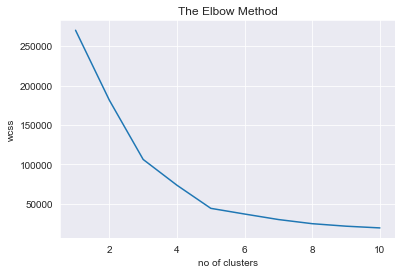 The Elbow Method
250000
200000
150000
100000
50000
wcss
2 4 6 8 10
no of clusters